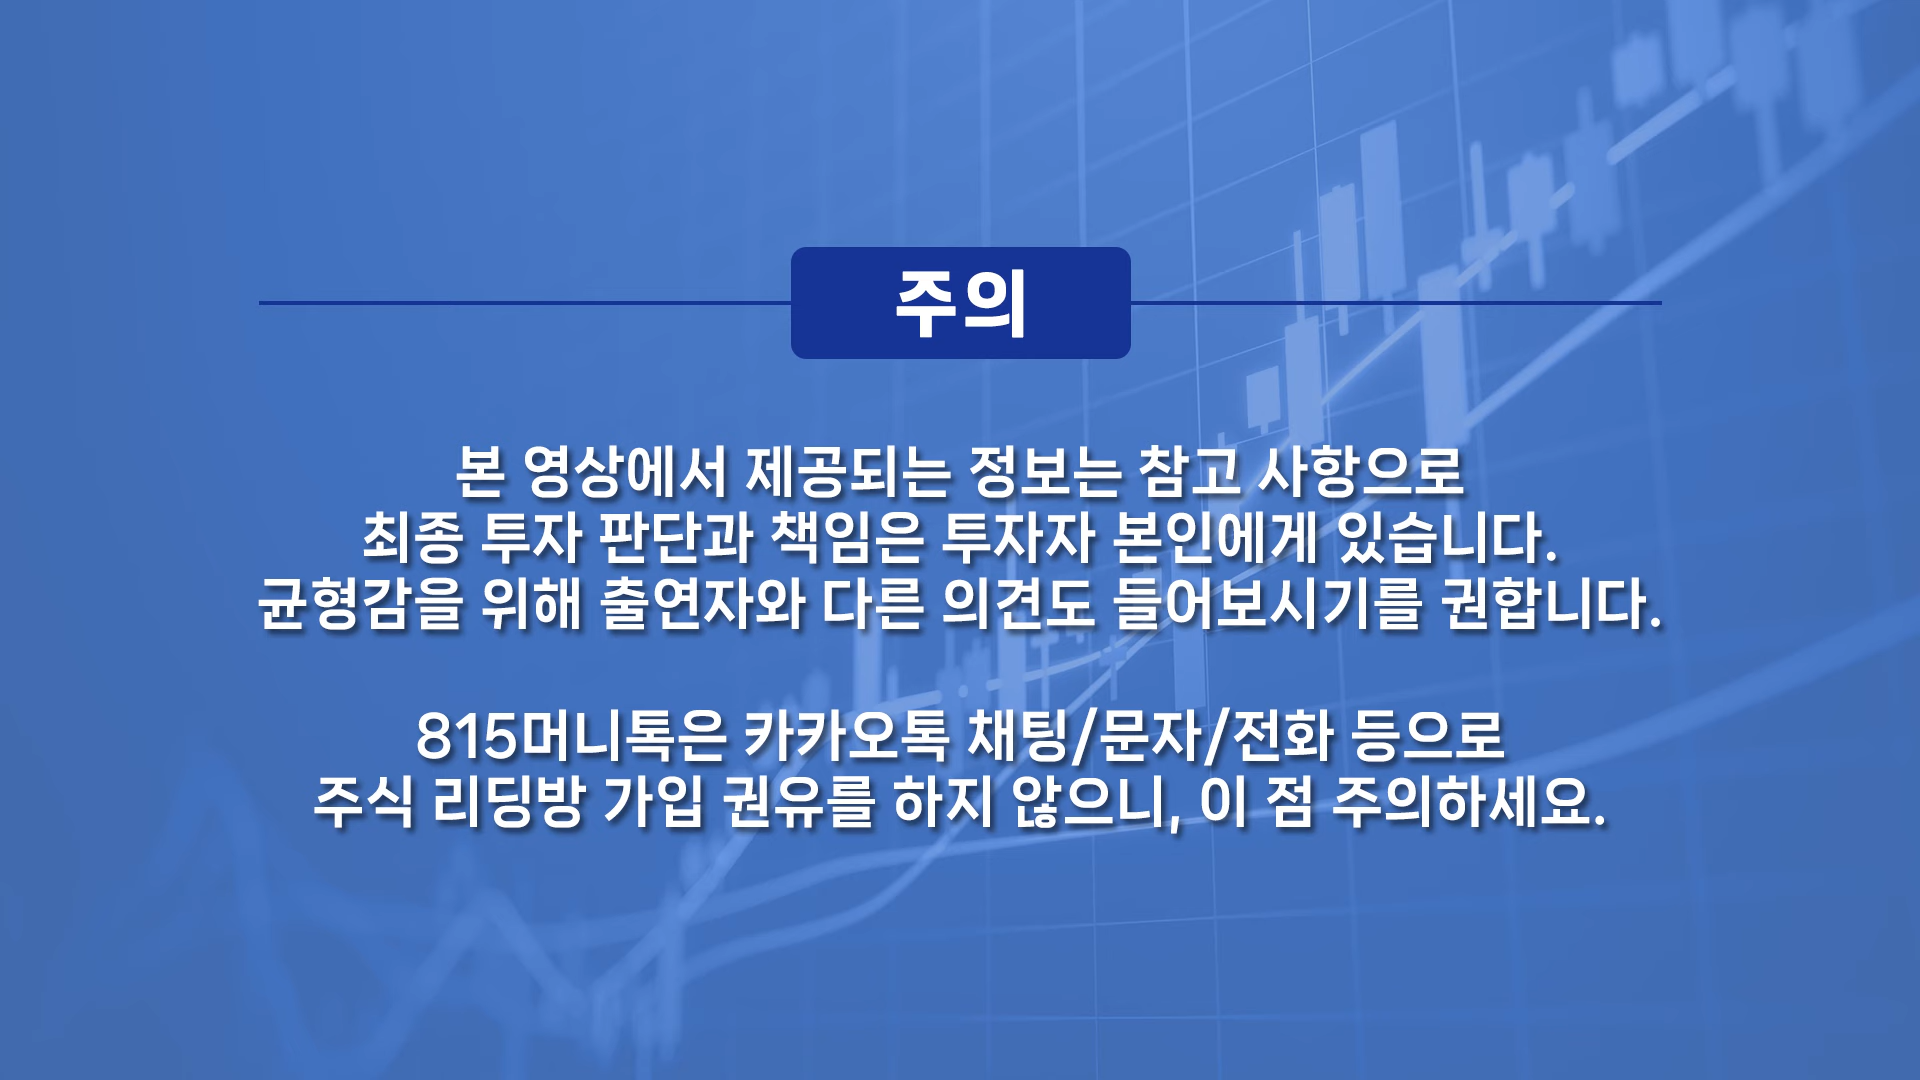 주의
본 영상에서 제공되는 정보는 참고 사항으로
최종 투자 판단과 책임은 투자자 본인에게 있습니다.
균형감을 위해 출연자와 다른 의견도 들어보시기를 권합니다.
815머니톡은 카카오톡 채팅/문자/전화 등으로
주식 리딩방 가입 권유를 하지 않으니, 이 점 주의하세요.